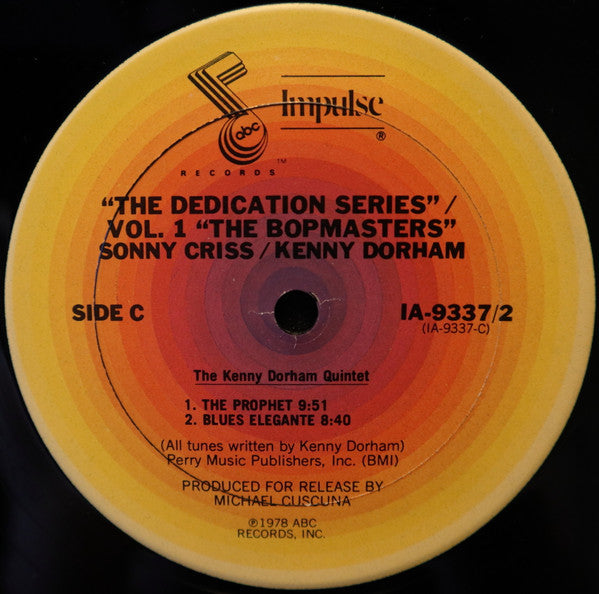 abc
Impulse
®
RECORDS
™
“THE DEDICATION SERIES” /
VOL. 1 “THE BOPMASTERS”
SONNY CRISS / KENNY DORHAM
SIDE C
IA-9337/2
(IA-9337-C)
The Kenny Dorham Quintet
1. THE PROPHET 9:51
2. BLUES ELEGANTE 8:40
(All tunes written by Kenny Dorham)
Perry Music Publishers, Inc. (BMI)
PRODUCED FOR RELEASE BY
MICHAEL CUSCUNA
℗1978 ABC
RECORDS, INC.